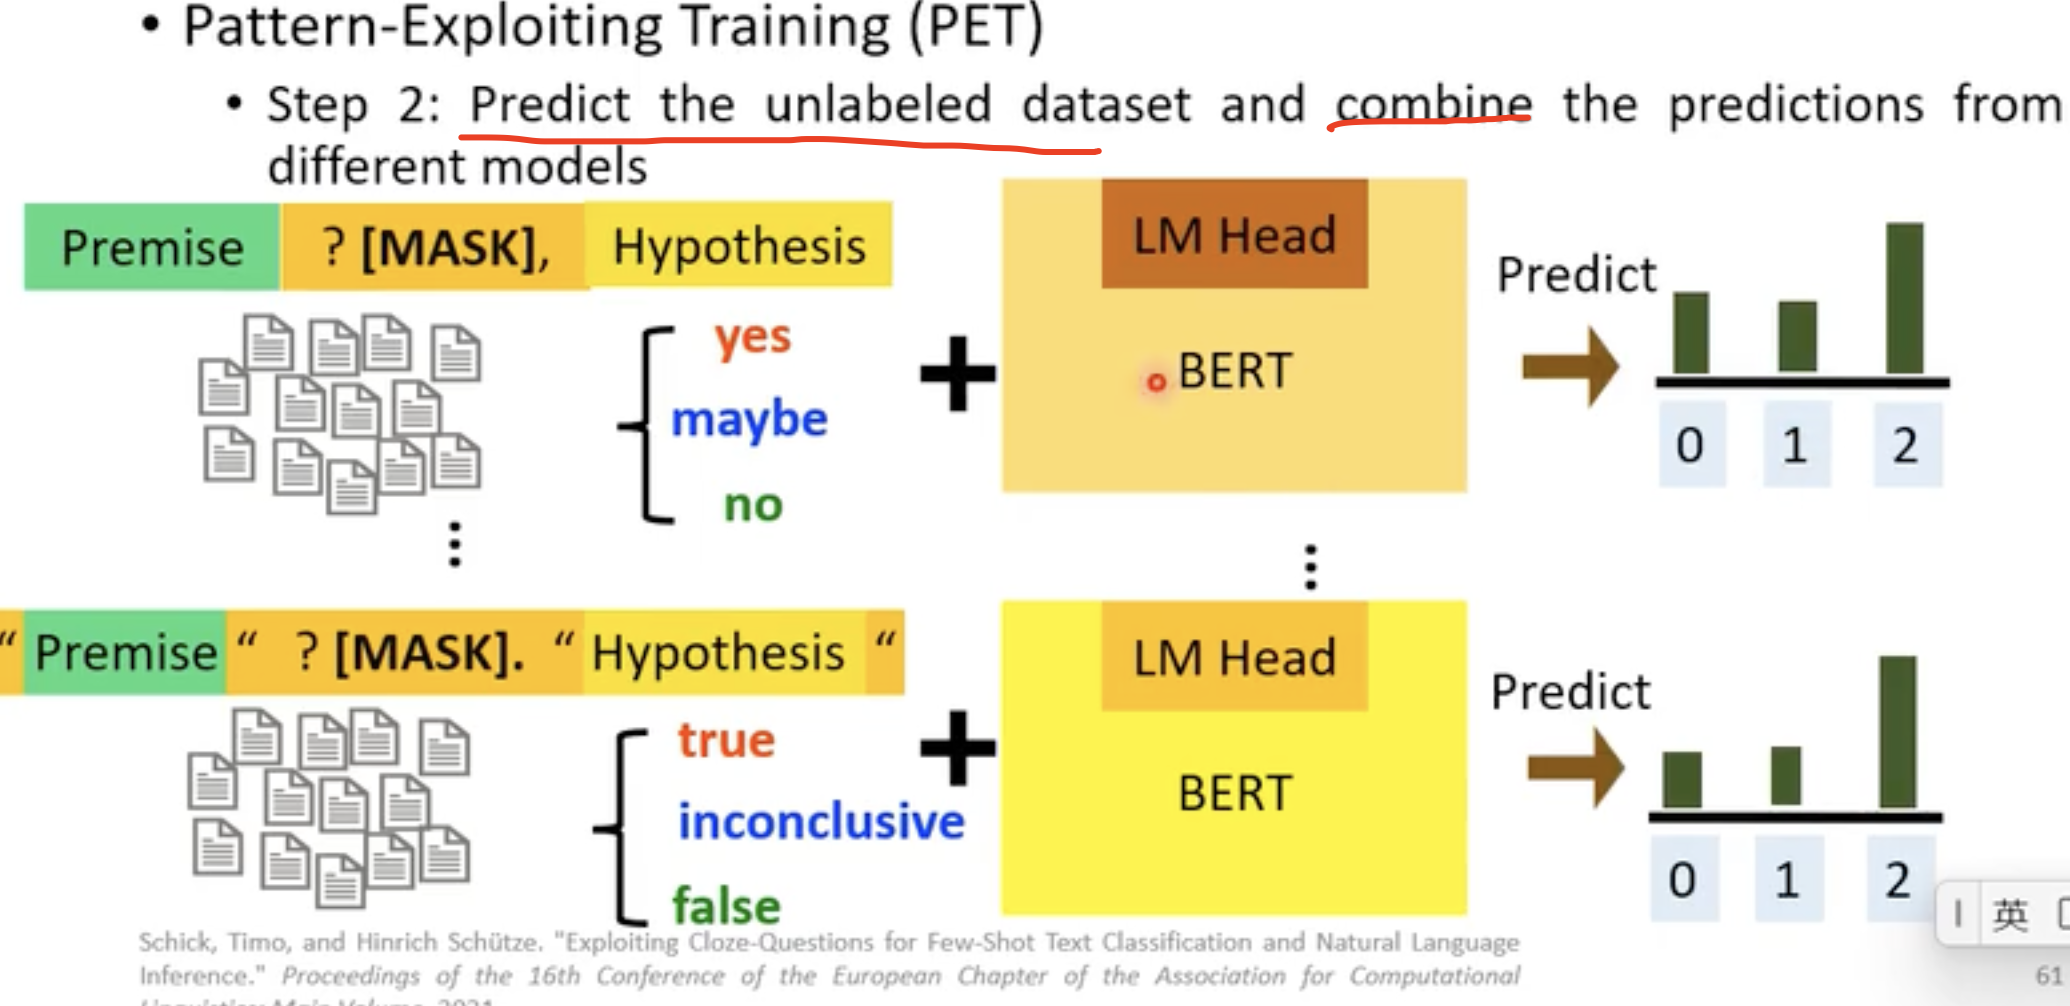 • Pattern-Exploiting Training (PET)
• Step 2: Predict the unlabeled dataset and combine the predictions from
different models
Premise ? [MASK], Hypothesis
LM Head
Predict
yes
maybe
no
BERT
0 1 2
“ Premise “ ? [MASK]. “ Hypothesis “
LM Head
Predict
true
inconclusive
false
BERT
0 1 2
英
Schick, Timo, and Hinrich Schütze. "Exploiting Cloze-Questions for Few-Shot Text Classification and Natural Language
Inference." Proceedings of the 16th Conference of the European Chapter of the Association for Computational
61